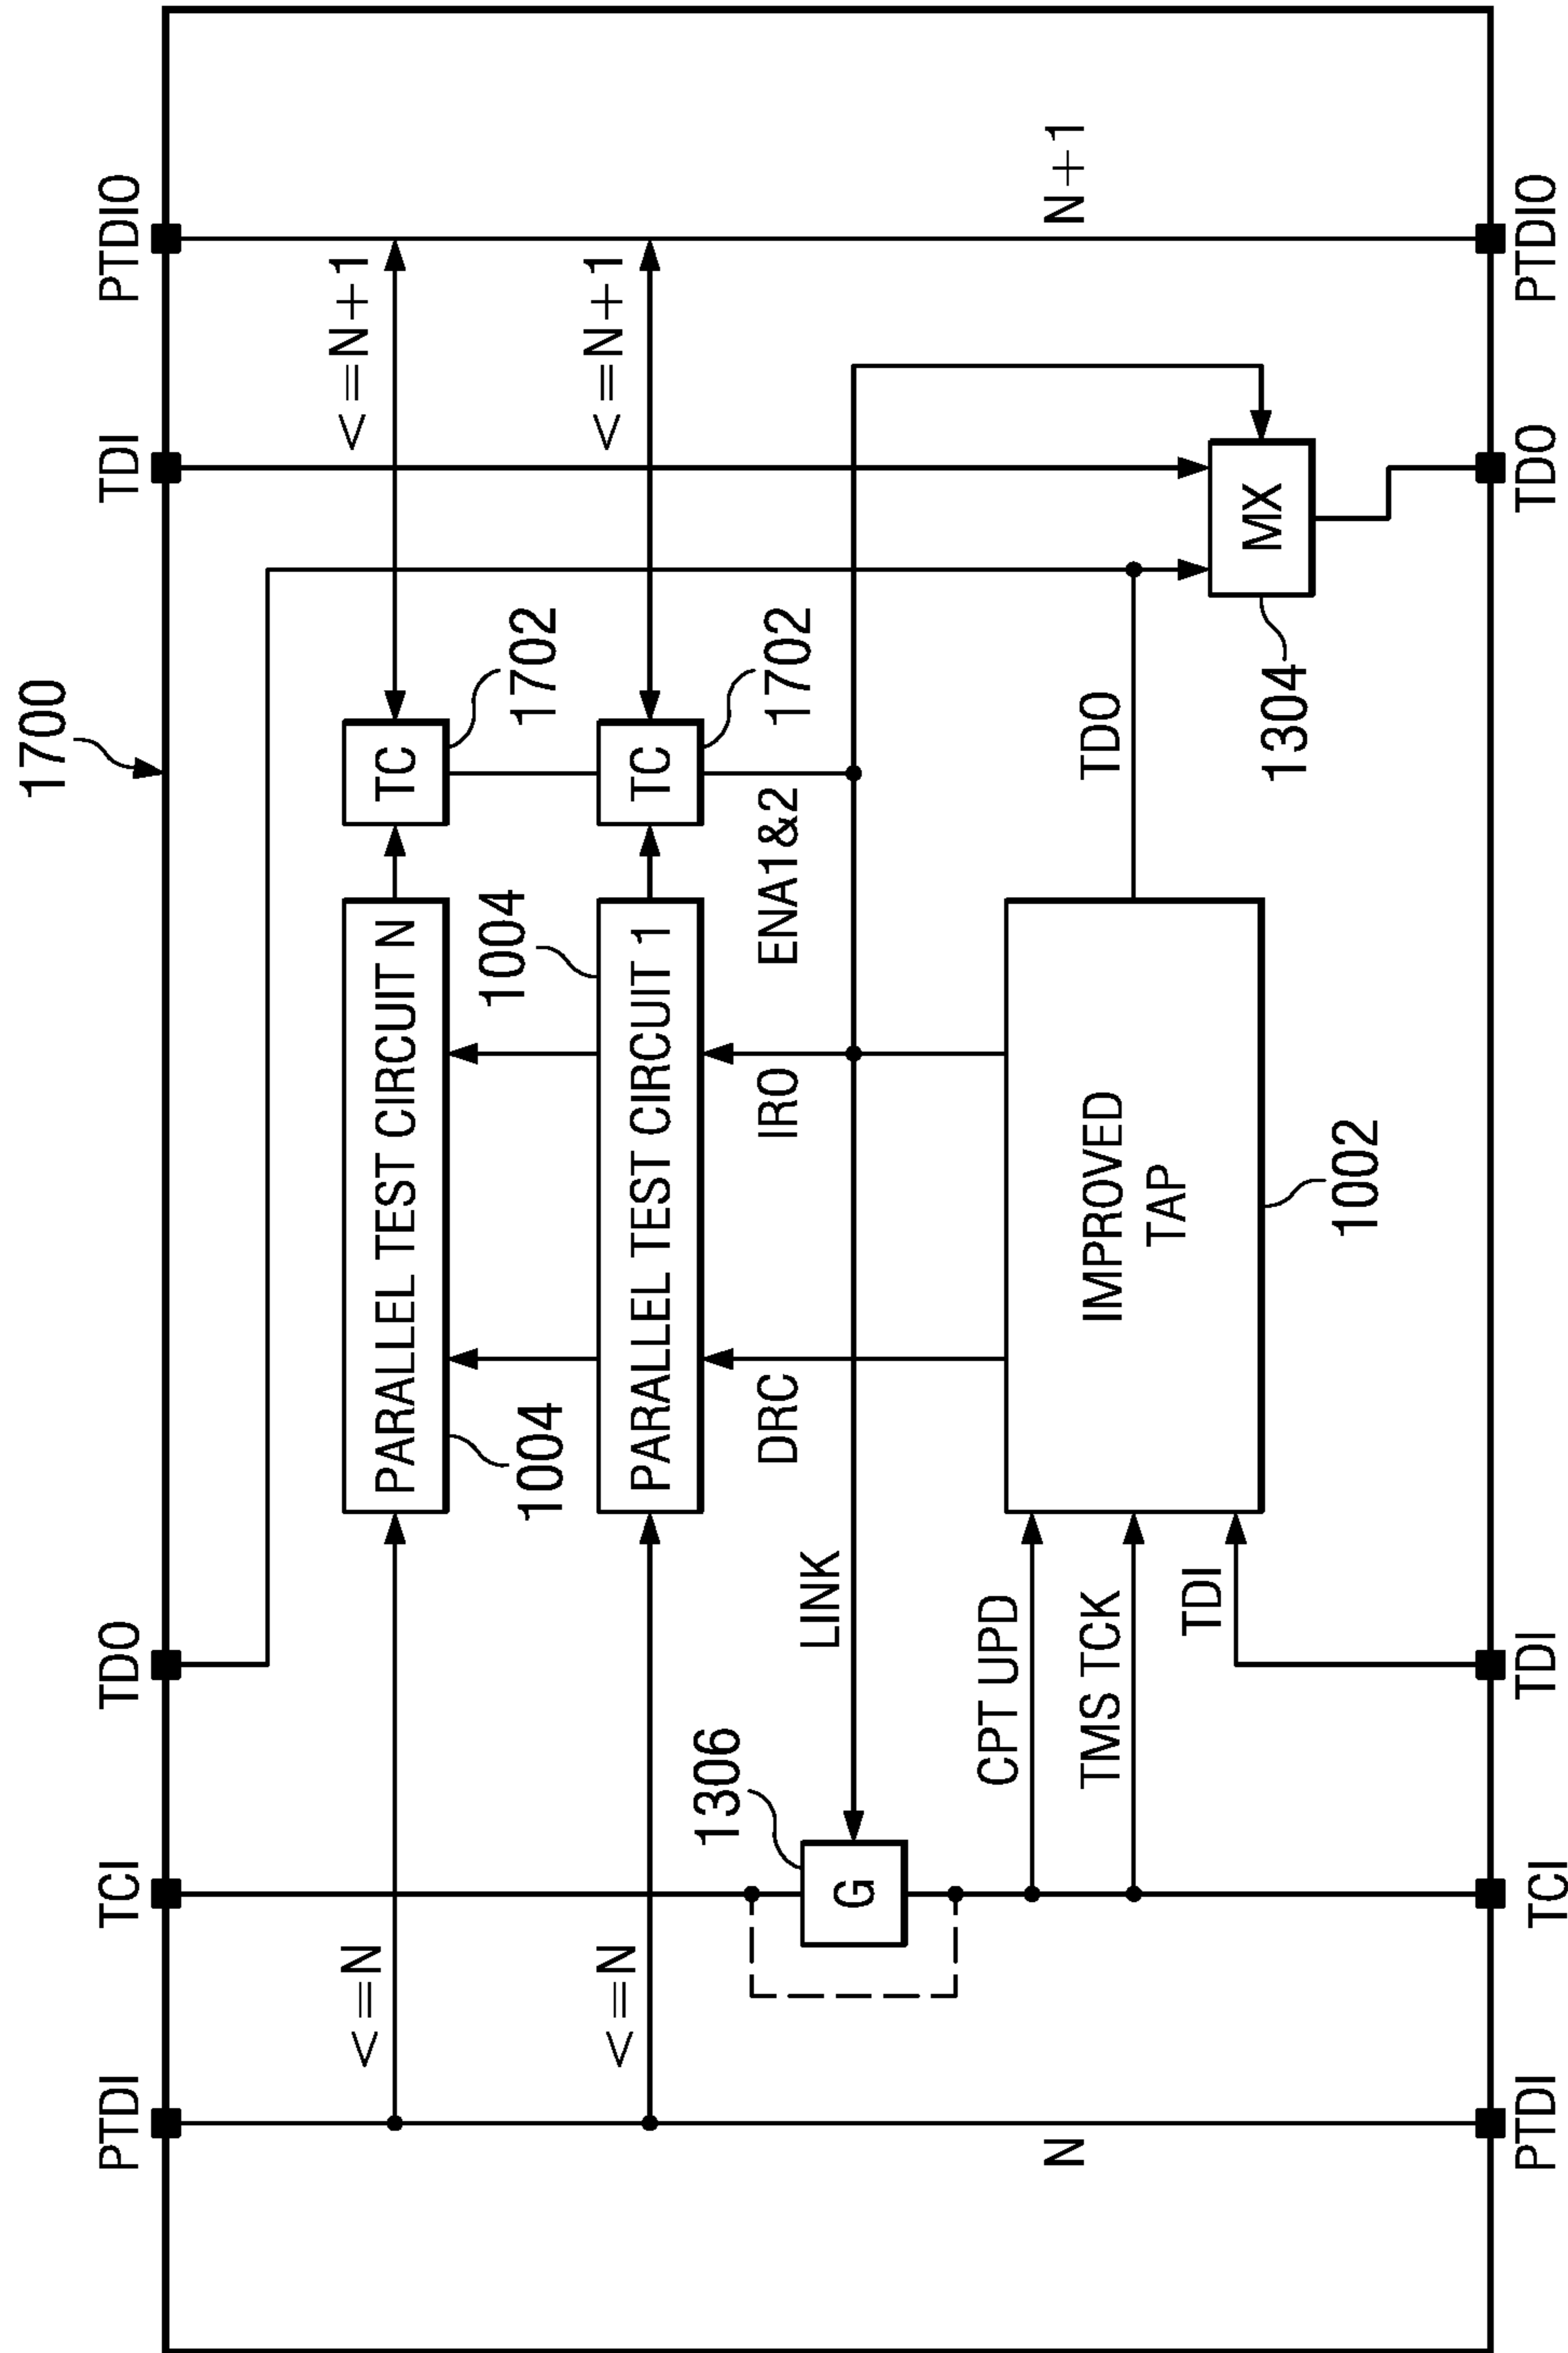 1700
PTDI
TCI
TDO
TDI
PTDIO
<=N
PARALLEL TEST CIRCUIT N
TC
<=N+1
1004
1004
1702
<=N
PARALLEL TEST CIRCUIT 1
TC
<=N+1
1306
DRC
IRO
ENA1&2
1702
LINK
G
CPT UPD
TMS TCK
TDI
IMPROVED
TAP
TDO
N
N+1
1002
1304
MX
PTDI
TCI
TDI
TDO
PTDIO